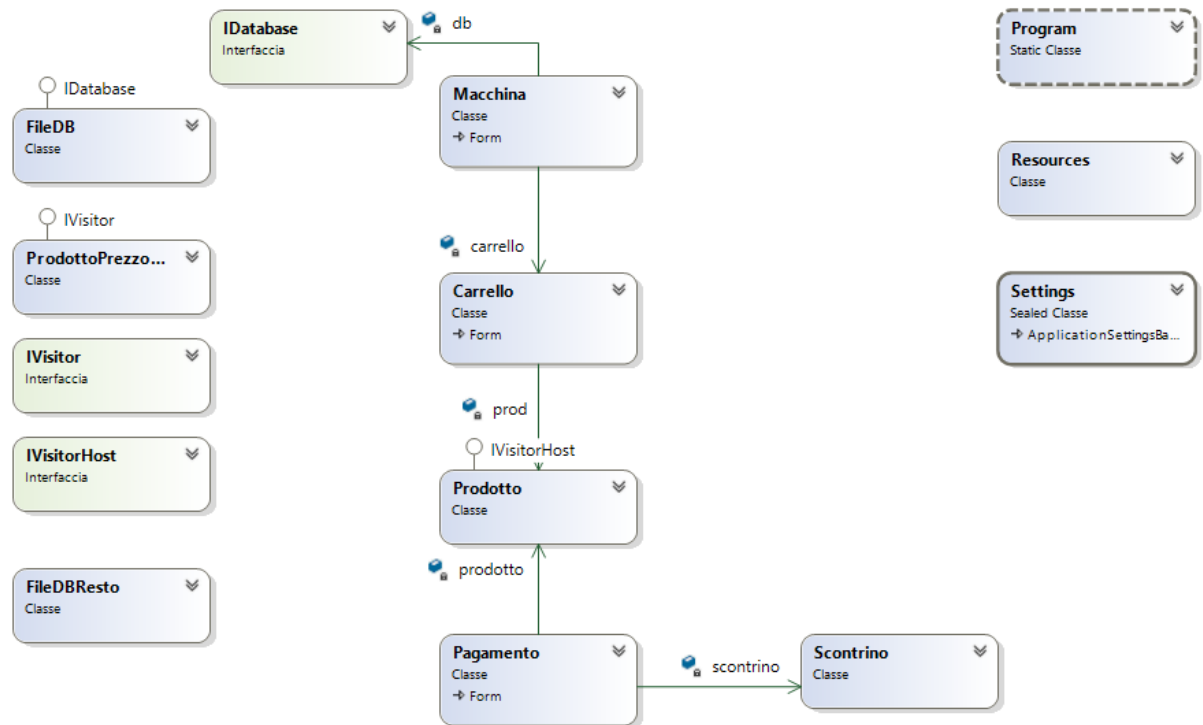 IDatabase
Interfaccia
db
Program
Static Classe
IDatabase
FileDB
Classe
Macchina
Classe
Form
Resources
Classe
IVisitor
ProdottoPrezzo...
Classe
carrello
Carrello
Classe
Form
Settings
Sealed Classe
ApplicationSettingsBa...
IVisitor
Interfaccia
prod
IVisitorHost
Interfaccia
IVisitorHost
Prodotto
Classe
prodotto
FileDBResto
Classe
Pagamento
Classe
Form
scontrino
Scontrino
Classe